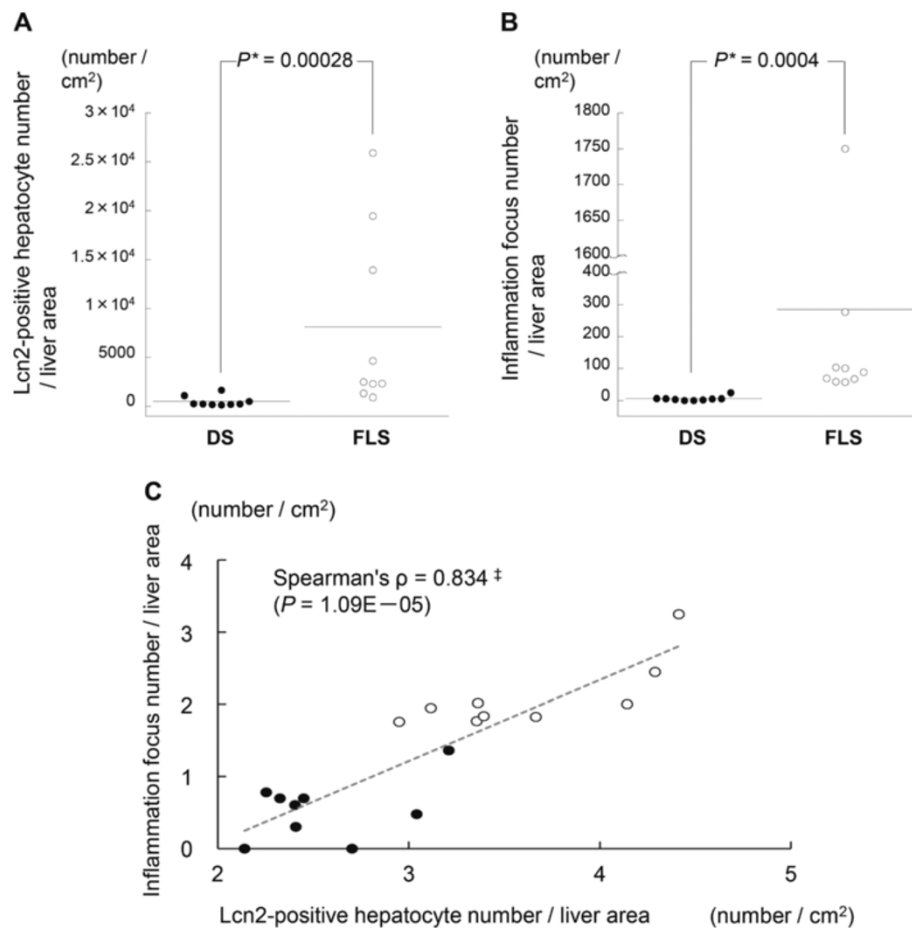 A
(number /
cm²)
P* = 0.00028
Lcn2-positive hepatocyte number
/ liver area
3 × 10⁴
2.5× 10⁴
2 × 10⁴
1.5× 10⁴
1 × 10⁴
5000
0
DS
FLS
B
(number /
cm²)
P* = 0.0004
Inflammation focus number
/ liver area
1800
1750
1700
1650
1600
400
300
200
100
0
DS
FLS
C
(number / cm²)
Inflammation focus number / liver area
Spearman's ρ = 0.834 ‡
(P = 1.09E−05)
4
3
2
1
0
2
3
4
5
Lcn2-positive hepatocyte number / liver area
(number / cm²)